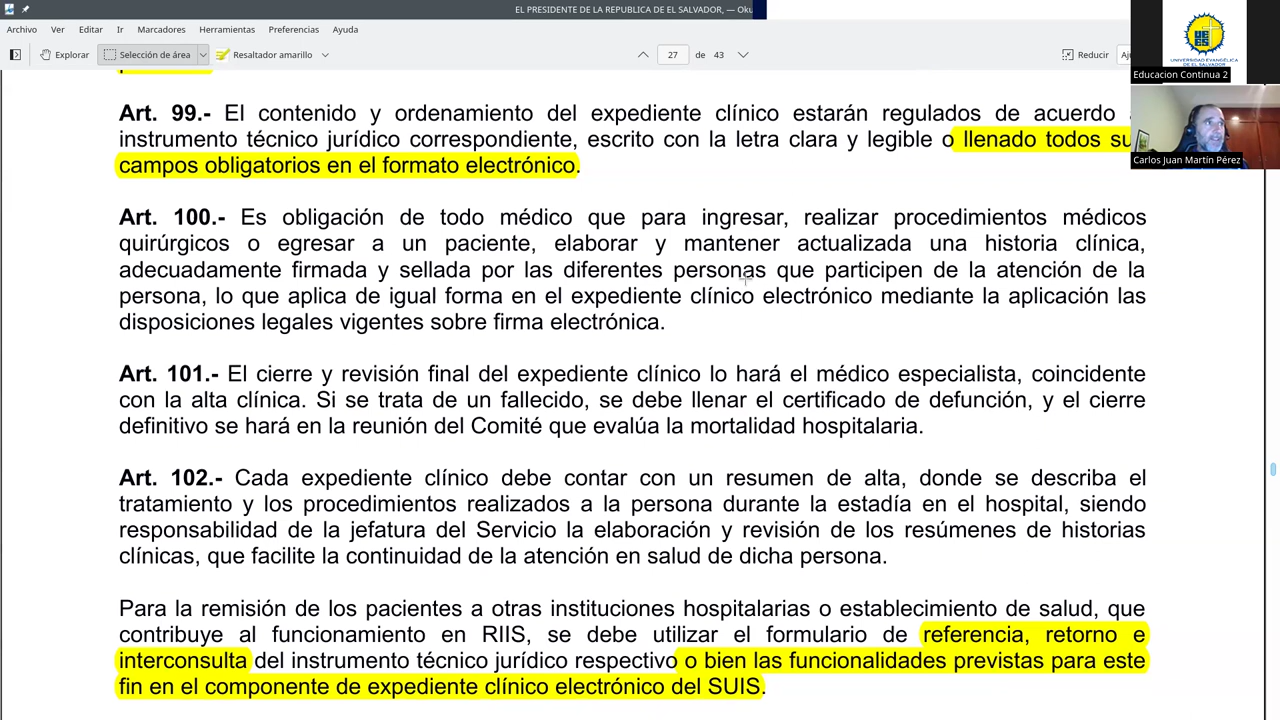 EL PRESIDENTE DE LA REPUBLICA DE EL SALVADOR, — Oku
Archivo Ver Editar Ir Marcadores Herramientas Preferencias Ayuda
Explorar Selección de área Resaltador amarillo 27 de 43 Reducir
UEES
UNIVERSIDAD EVANGÉLICA
DE EL SALVADOR
Educacion Continua 2
Carlos Juan Martín Pérez
Art. 99.- El contenido y ordenamiento del expediente clínico estarán regulados de acuerdo
instrumento técnico jurídico correspondiente, escrito con la letra clara y legible o llenado todos su
campos obligatorios en el formato electrónico.
Art. 100.- Es obligación de todo médico que para ingresar, realizar procedimientos médicos
quirúrgicos o egresar a un paciente, elaborar y mantener actualizada una historia clínica,
adecuadamente firmada y sellada por las diferentes personas que participen de la atención de la
persona, lo que aplica de igual forma en el expediente clínico electrónico mediante la aplicación las
disposiciones legales vigentes sobre firma electrónica.
Art. 101.- El cierre y revisión final del expediente clínico lo hará el médico especialista, coincidente
con la alta clínica. Si se trata de un fallecido, se debe llenar el certificado de defunción, y el cierre
definitivo se hará en la reunión del Comité que evalúa la mortalidad hospitalaria.
Art. 102.- Cada expediente clínico debe contar con un resumen de alta, donde se describa el
tratamiento y los procedimientos realizados a la persona durante la estadía en el hospital, siendo
responsabilidad de la jefatura del Servicio la elaboración y revisión de los resúmenes de historias
clínicas, que facilite la continuidad de la atención en salud de dicha persona.
Para la remisión de los pacientes a otras instituciones hospitalarias o establecimiento de salud, que
contribuye al funcionamiento en RIIS, se debe utilizar el formulario de referencia, retorno e
interconsulta del instrumento técnico jurídico respectivo o bien las funcionalidades previstas para este
fin en el componente de expediente clínico electrónico del SUIS.